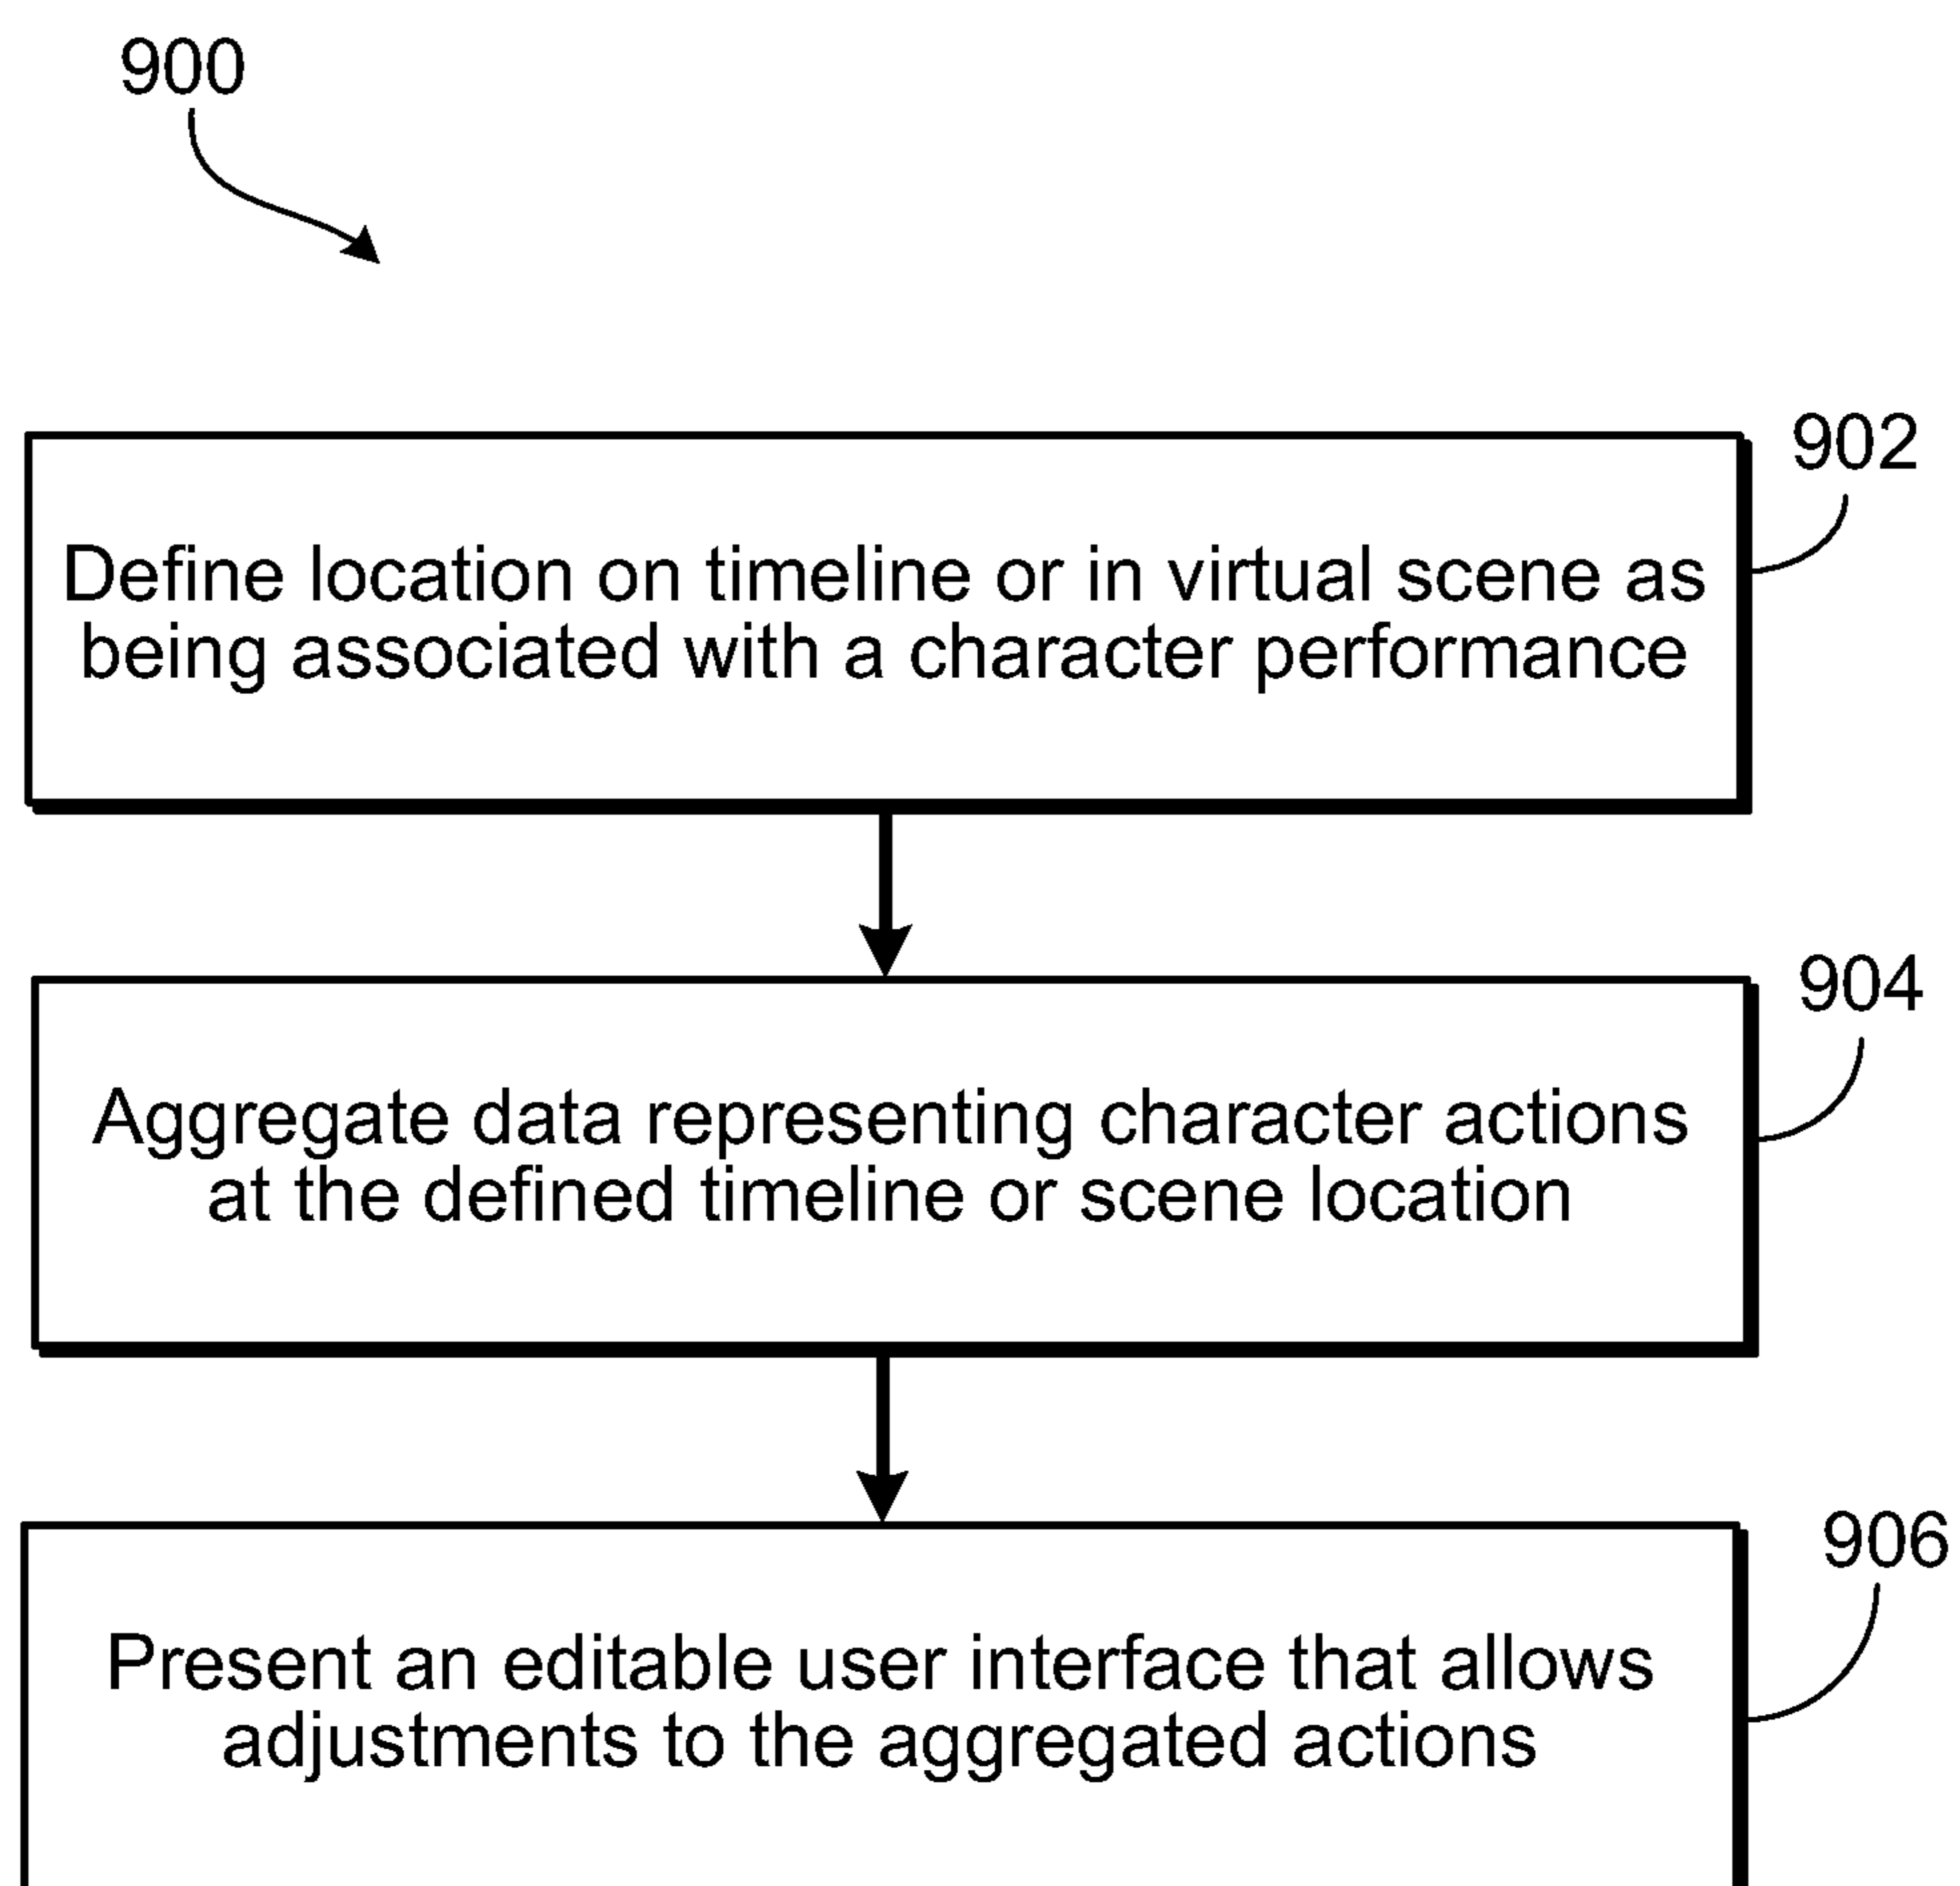 900
902
Define location on timeline or in virtual scene as
being associated with a character performance
904
Aggregate data representing character actions
at the defined timeline or scene location
906
Present an editable user interface that allows
adjustments to the aggregated actions